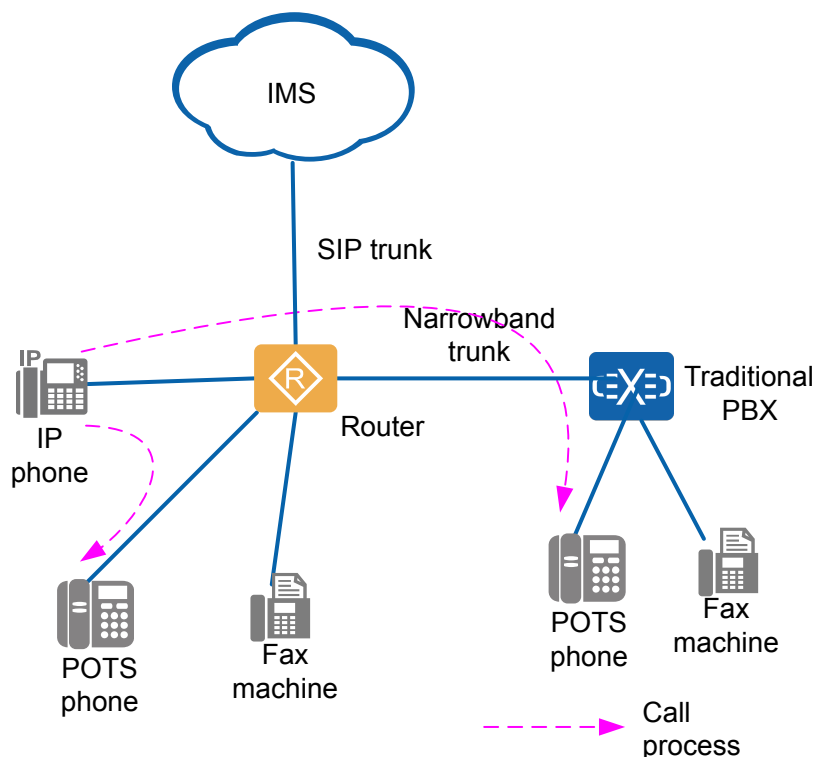 IMS
SIP trunk
Narrowband
trunk
IP
R
EXE
Traditional
PBX
Router
IP
phone
POTS
phone
Fax
machine
POTS
phone
Fax
machine
Call
process